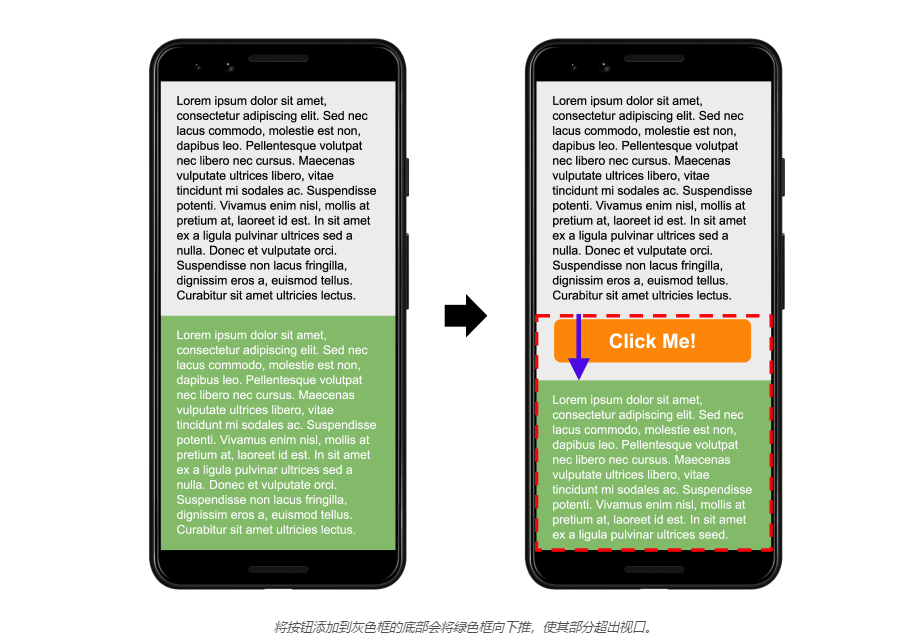 Lorem ipsum dolor sit amet,
consectetur adipiscing elit. Sed nec
lacus commodo, molestie est non,
dapibus leo. Pellentesque volutpat
nec libero nec cursus. Maecenas
vulputate ultrices libero, vitae
tincidunt mi sodales ac. Suspendisse
potenti. Vivamus enim nisl, mollis at
pretium at, laoreet id est. In sit amet
ex a ligula pulvinar ultrices sed a
nulla. Donec et vulputate orci.
Suspendisse non lacus fringilla,
dignissim eros a, euismod tellus.
Curabitur sit amet ultricies lectus.
Lorem ipsum dolor sit amet,
consectetur adipiscing elit. Sed nec
lacus commodo, molestie est non,
dapibus leo. Pellentesque volutpat
nec libero nec cursus. Maecenas
vulputate ultrices libero, vitae
tincidunt mi sodales ac. Suspendisse
potenti. Vivamus enim nisl, mollis at
pretium at, laoreet id est. In sit amet
ex a ligula pulvinar ultrices sed a
nulla. Donec et vulputate orci.
Suspendisse non lacus fringilla,
dignissim eros a, euismod tellus.
Curabitur sit amet ultricies lectus.
Lorem ipsum dolor sit amet,
consectetur adipiscing elit. Sed nec
lacus commodo, molestie est non,
dapibus leo. Pellentesque volutpat
nec libero nec cursus. Maecenas
vulputate ultrices libero, vitae
tincidunt mi sodales ac. Suspendisse
potenti. Vivamus enim nisl, mollis at
pretium at, laoreet id est. In sit amet
ex a ligula pulvinar ultrices sed a
nulla. Donec et vulputate orci.
Suspendisse non lacus fringilla,
dignissim eros a, euismod tellus.
Curabitur sit amet ultricies lectus.
Click Me!
Lorem ipsum dolor sit amet,
consectetur adipiscing elit. Sed nec
lacus commodo, molestie est non,
dapibus leo. Pellentesque volutpat
nec libero nec cursus. Maecenas
vulputate ultrices libero, vitae
tincidunt mi sodales ac. Suspendisse
potenti. Vivamus enim nisl, mollis at
pretium at, laoreet id est. In sit amet
ex a ligula pulvinar ultrices seed.
将按钮添加到灰色框的底部会将绿色框向下推，使其部分超出视口。